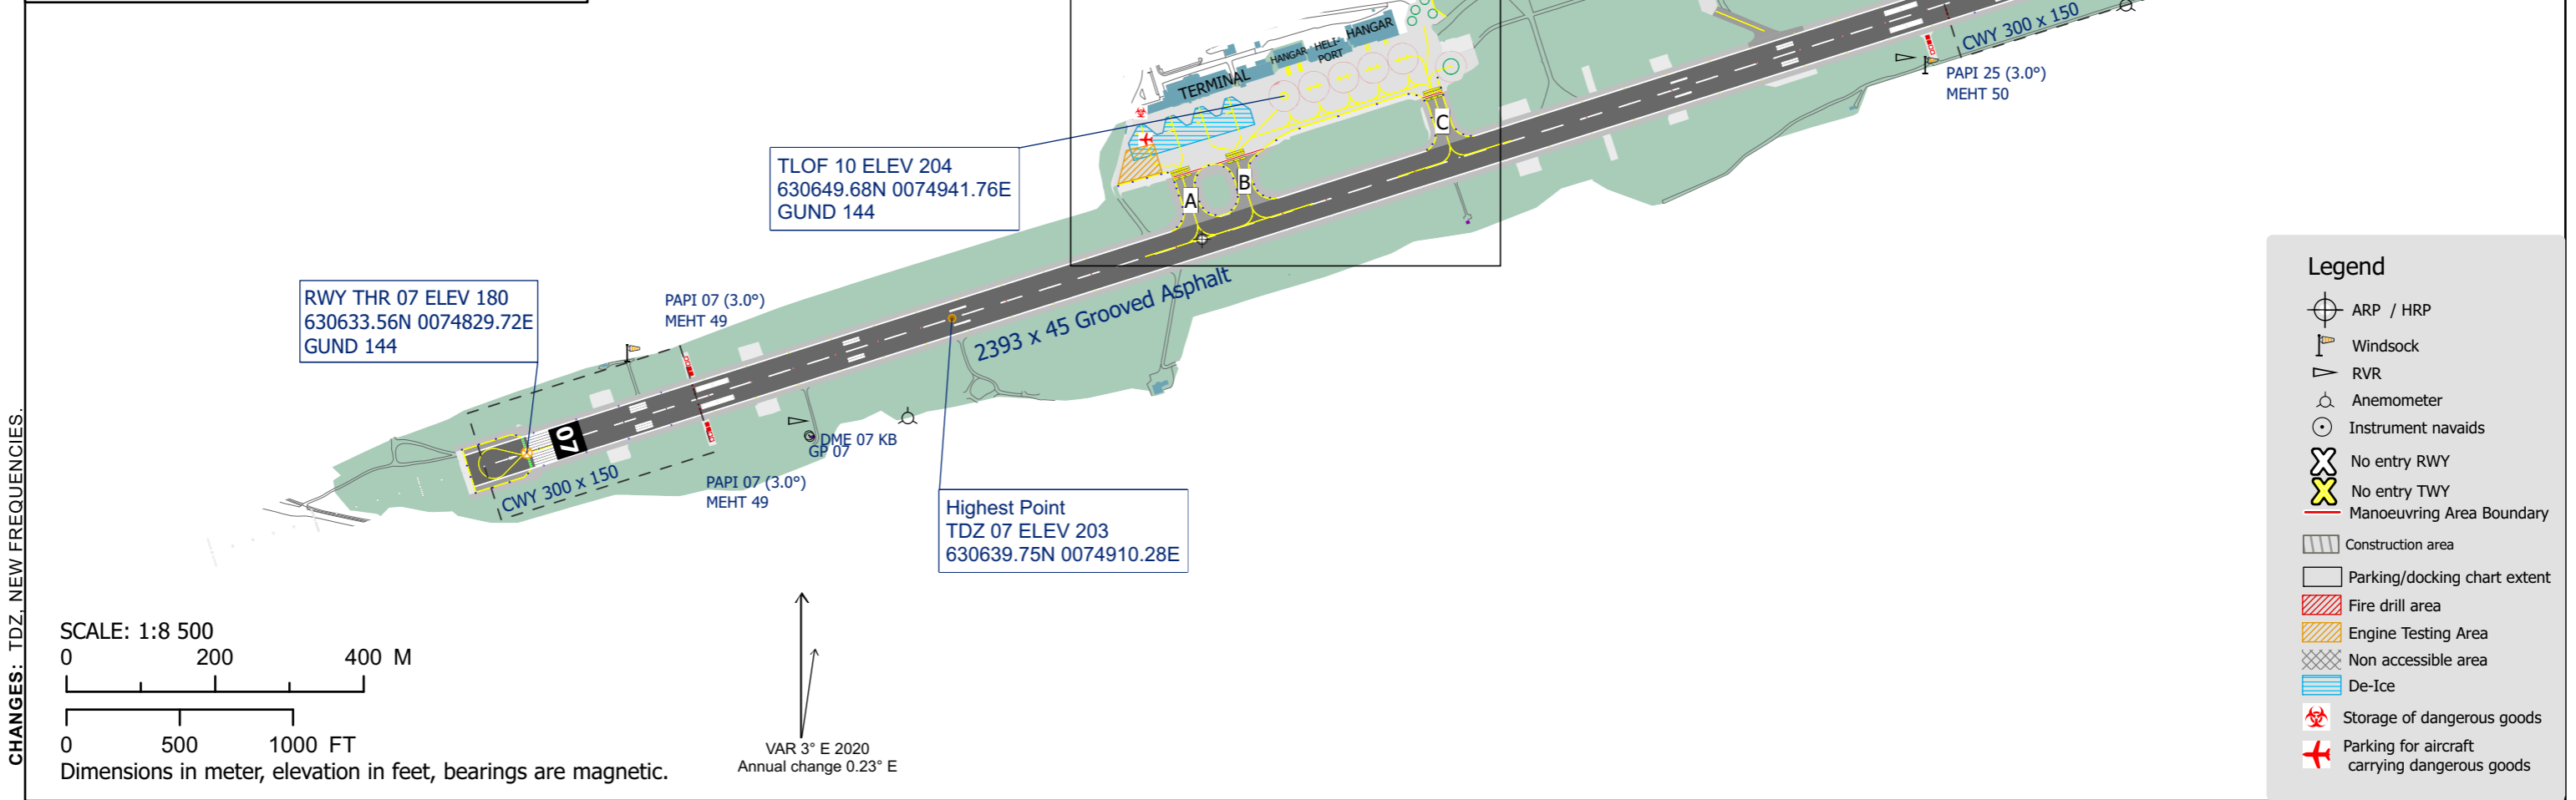 HANGAR
HELI-
PORT
HANGAR
TERMINAL
CWY 300 x 150
PAPI 25 (3.0°)
MEHT 50
C
B
A
TLOF 10 ELEV 204
630649.68N 0074941.76E
GUND 144
RWY THR 07 ELEV 180
630633.56N 0074829.72E
GUND 144
PAPI 07 (3.0°)
MEHT 49
2393 x 45 Grooved Asphalt
07
CWY 300 x 150
DME 07 KB
GP 07
PAPI 07 (3.0°)
MEHT 49
Highest Point
TDZ 07 ELEV 203
630639.75N 0074910.28E
Legend
ARP / HRP
Windsock
RVR
Anemometer
Instrument navaids
No entry RWY
No entry TWY
Manoeuvring Area Boundary
Construction area
Parking/docking chart extent
Fire drill area
Engine Testing Area
Non accessible area
De-Ice
Storage of dangerous goods
Parking for aircraft
carrying dangerous goods
SCALE: 1:8 500
0 200 400 M
0 500 1000 FT
Dimensions in meter, elevation in feet, bearings are magnetic.
VAR 3° E 2020
Annual change 0.23° E
CHANGES: TDZ, NEW FREQUENCIES.